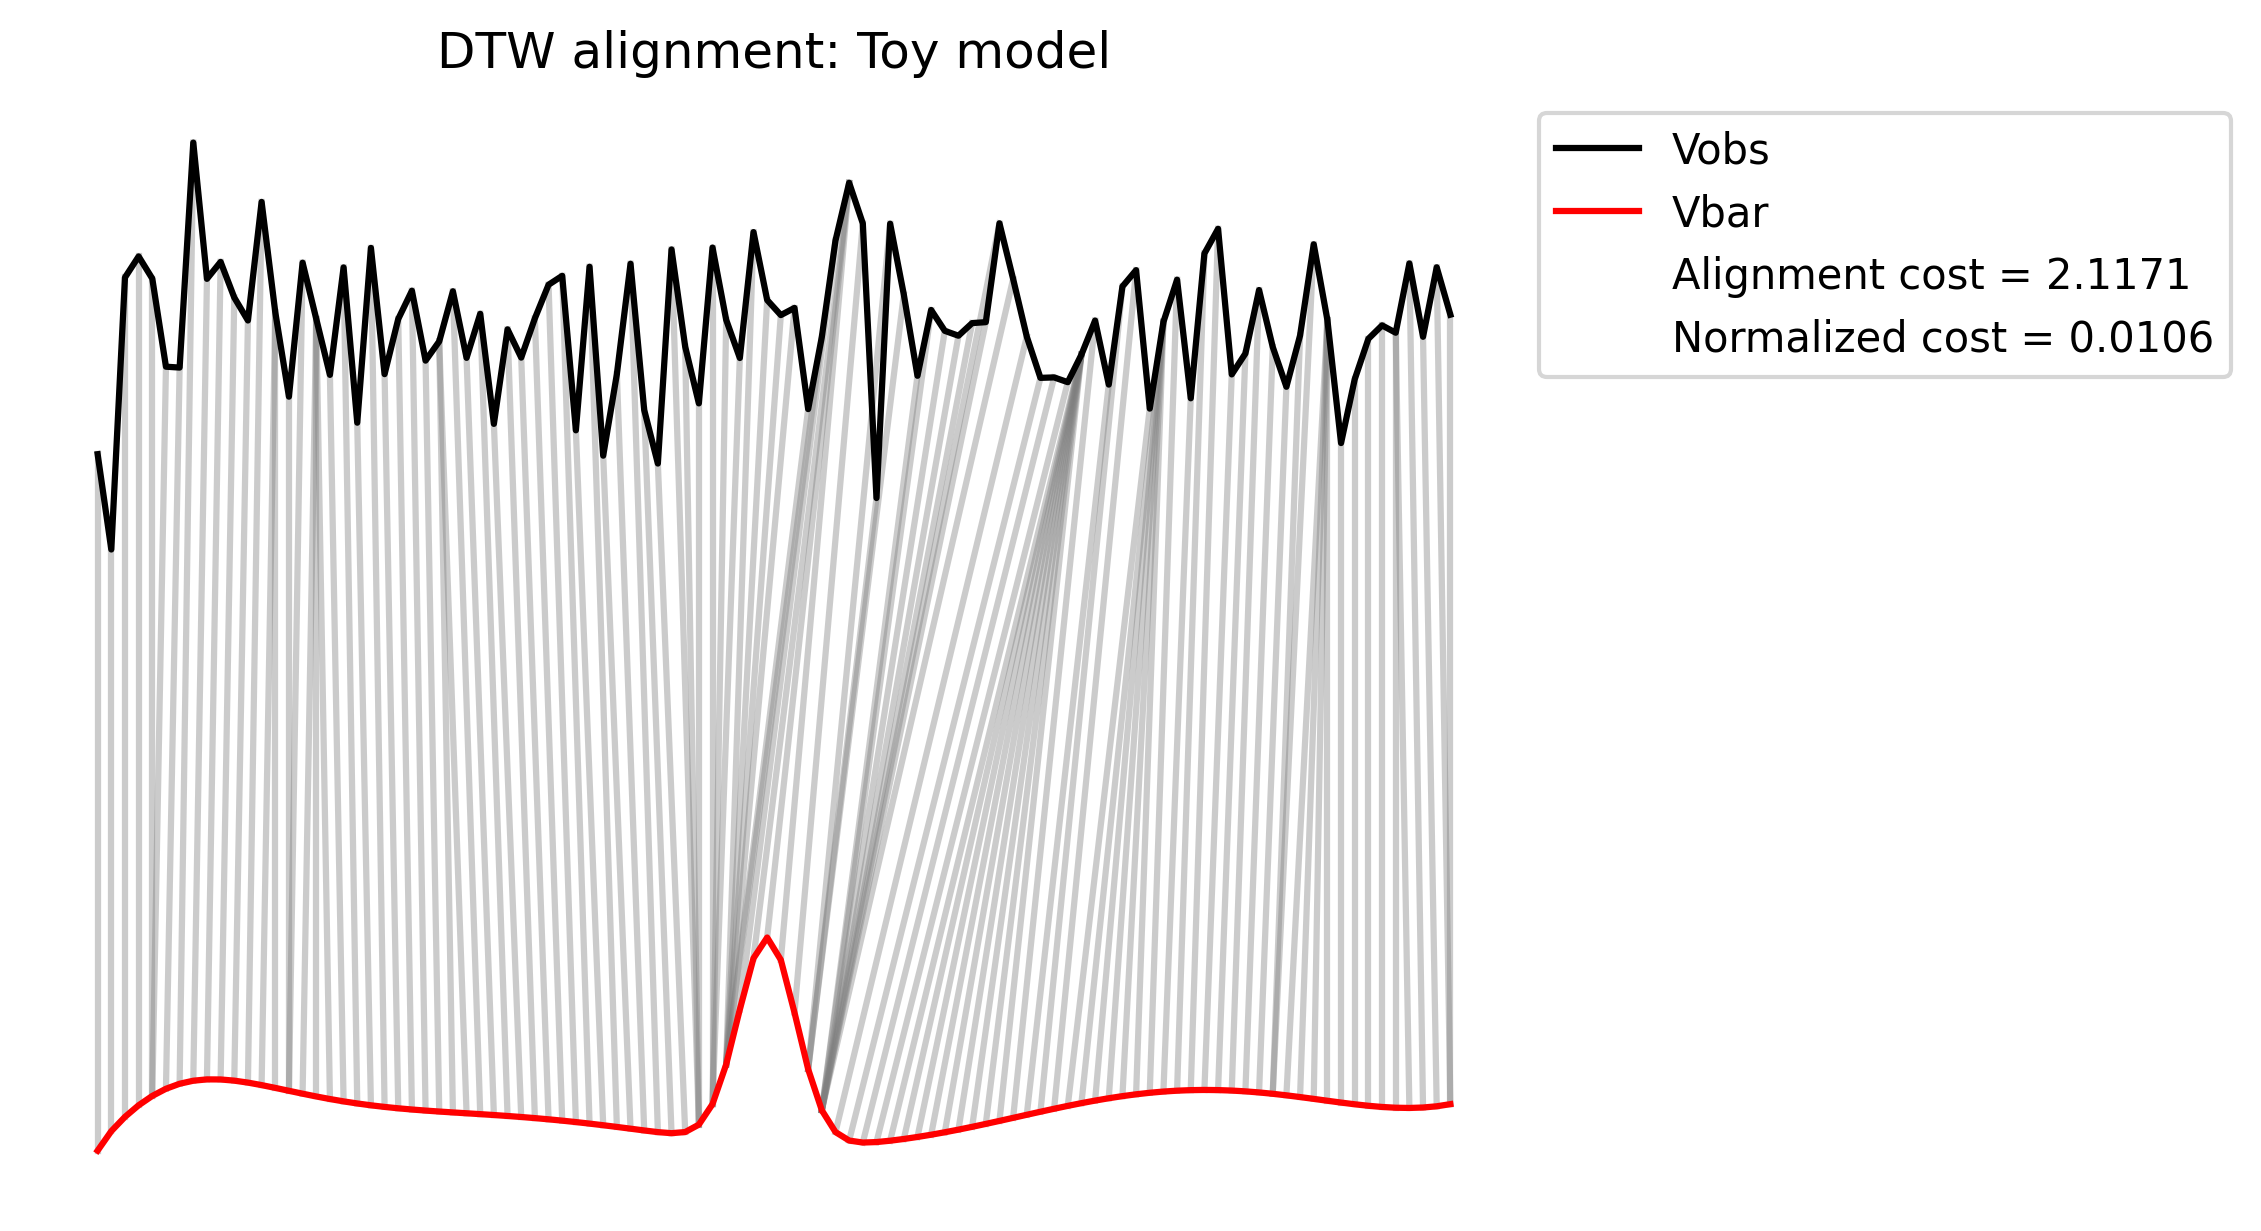 DTW alignment: Toy model
Vobs
Vbar
Alignment cost = 2.1171
Normalized cost = 0.0106